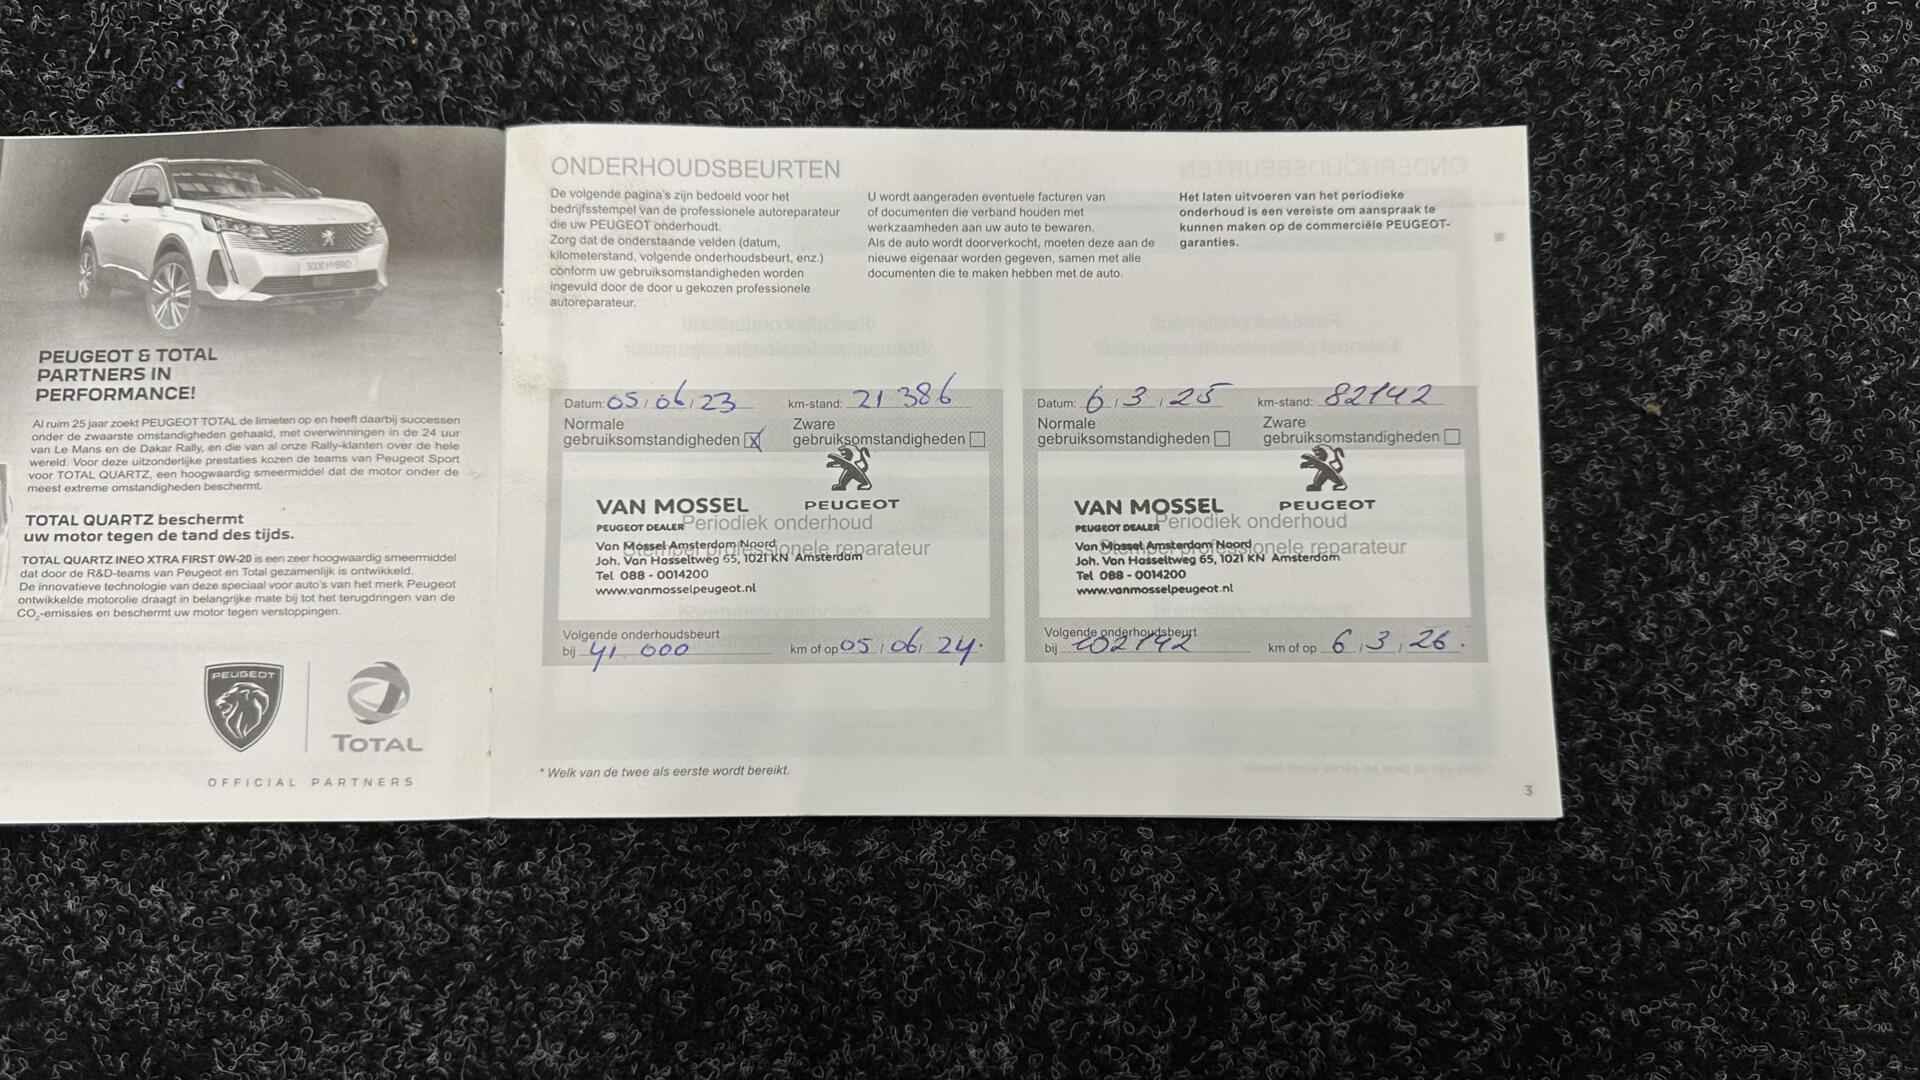 3008 HYBRID
PEUGEOT & TOTAL
PARTNERS IN
PERFORMANCE!
Al ruim 25 jaar zoekt PEUGEOT TOTAL de limieten op en heeft daarbij successen
onder de zwaarste omstandigheden gehaald, met overwinningen in de 24 uur
van Le Mans en de Dakar Rally, en die van al onze Rally-klanten over de hele
wereld. Voor deze uitzonderlijke prestaties kozen de teams van Peugeot Sport
voor TOTAL QUARTZ, een hoogwaardig smeermiddel dat de motor onder de
meest extreme omstandigheden beschermt.
TOTAL QUARTZ beschermt
uw motor tegen de tand des tijds.
TOTAL QUARTZ INEO XTRA FIRST 0W-20 is een zeer hoogwaardig smeermiddel
dat door de R&D-teams van Peugeot en Total gezamenlijk is ontwikkeld.
De innovatieve technologie van deze speciaal voor auto's van het merk Peugeot
ontwikkelde motorolie draagt in belangrijke mate bij tot het terugdringen van de
CO₂-emissies en beschermt uw motor tegen verstoppingen.
PEUGEOT
TOTAL
OFFICIAL PARTNERS
ONDERHOUDSBEURTEN
De volgende pagina's zijn bedoeld voor het
bedrijfsstempel van de professionele autoreparateur
die uw PEUGEOT onderhoudt.
Zorg dat de onderstaande velden (datum,
kilometerstand, volgende onderhoudsbeurt, enz.)
conform uw gebruiksomstandigheden worden
ingevuld door de door u gekozen professionele
autoreparateur.
U wordt aangeraden eventuele facturen van
of documenten die verband houden met
werkzaamheden aan uw auto te bewaren.
Als de auto wordt doorverkocht, moeten deze aan de
nieuwe eigenaar worden gegeven, samen met alle
documenten die te maken hebben met de auto.
Het laten uitvoeren van het periodieke
onderhoud is een vereiste om aanspraak te
kunnen maken op de commerciële PEUGEOT-
garanties.
Datum: 05/06/23 km-stand: 21 386
Normale
gebruiksomstandigheden
Zware
gebruiksomstandigheden
VAN MOSSEL
PEUGEOT
PEUGEOT DEALER
Periodiek onderhoud
Stempel professionele reparateur
Van Mossel Amsterdam Noord
Joh. Van Hasseltweg 65, 1021 KN Amsterdam
Tel 088 - 0014200
www.vanmosselpeugeot.nl
Volgende onderhoudsbeurt
bij 41 000 km of op 05/06/24.
Datum: 6/3/25 km-stand: 82142
Normale
gebruiksomstandigheden
Zware
gebruiksomstandigheden
VAN MOSSEL
PEUGEOT
PEUGEOT DEALER
Periodiek onderhoud
Stempel professionele reparateur
Van Mossel Amsterdam Noord
Joh. Van Hasseltweg 65, 1021 KN Amsterdam
Tel 088 - 0014200
www.vanmosselpeugeot.nl
Volgende onderhoudsbeurt
bij 102142 km of op 6/3/26.
* Welk van de twee als eerste wordt bereikt.
3